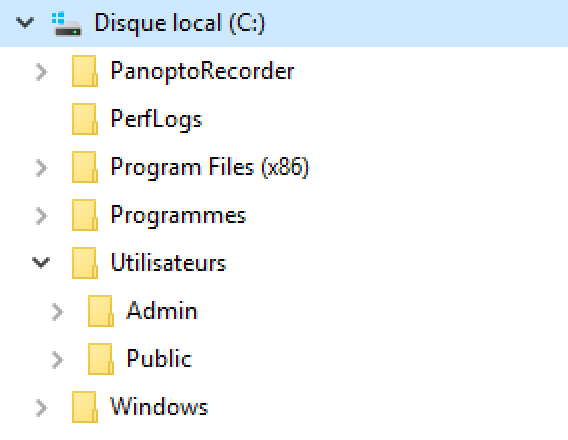 Disque local (C:)
PanoptoRecorder
PerfLogs
Program Files (x86)
Programmes
Utilisateurs
Admin
Public
Windows